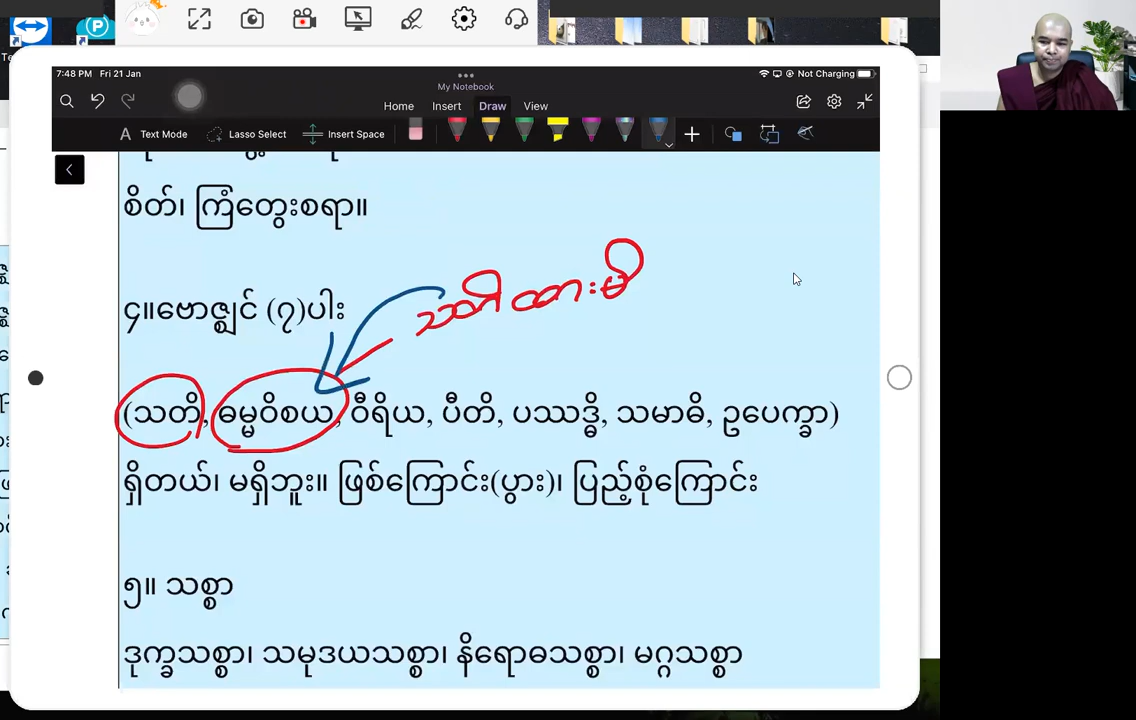 7:48 PM Fri 21 Jan
Not Charging
My Notebook
Home Insert Draw View
Text Mode Lasso Select Insert Space
စိတ်၊ ကြံတွေးစရာ။
၄။ဗောဇ္ဈင် (၇)ပါး
သတိ ထားမိ
(သတိ, ဓမ္မဝိစယ, ဝီရိယ, ပီတိ, ပဿဒ္ဓိ, သမာဓိ, ဥပေက္ခာ)
ရှိတယ်၊ မရှိဘူး။ ဖြစ်ကြောင်း(ပွား)၊ ပြည့်စုံကြောင်း
၅။ သစ္စာ
ဒုက္ခသစ္စာ၊ သမုဒယသစ္စာ၊ နိရောဓသစ္စာ၊ မဂ္ဂသစ္စာ